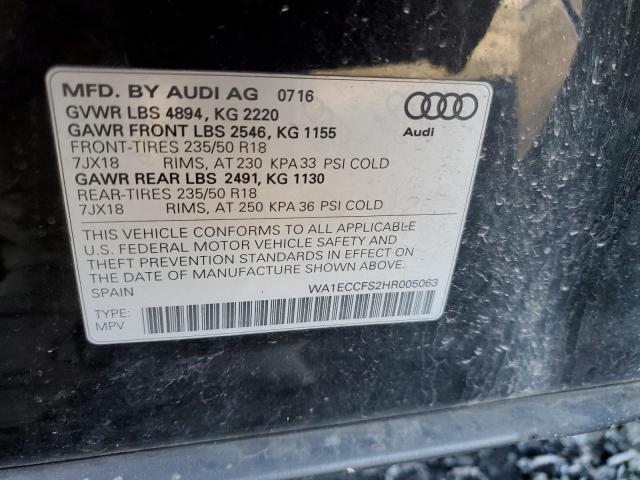 MFD. BY AUDI AG 0716
GVWR LBS 4894, KG 2220
GAWR FRONT LBS 2546, KG 1155
FRONT-TIRES 235/50 R18
7JX18 RIMS, AT 230 KPA 33 PSI COLD
GAWR REAR LBS 2491, KG 1130
REAR-TIRES 235/50 R18
7JX18 RIMS, AT 250 KPA 36 PSI COLD
Audi
THIS VEHICLE CONFORMS TO ALL APPLICABLE
U.S. FEDERAL MOTOR VEHICLE SAFETY AND
THEFT PREVENTION STANDARDS IN EFFECT ON
THE DATE OF MANUFACTURE SHOWN ABOVE.
SPAIN WA1ECCFS2HR005063
TYPE:
MPV